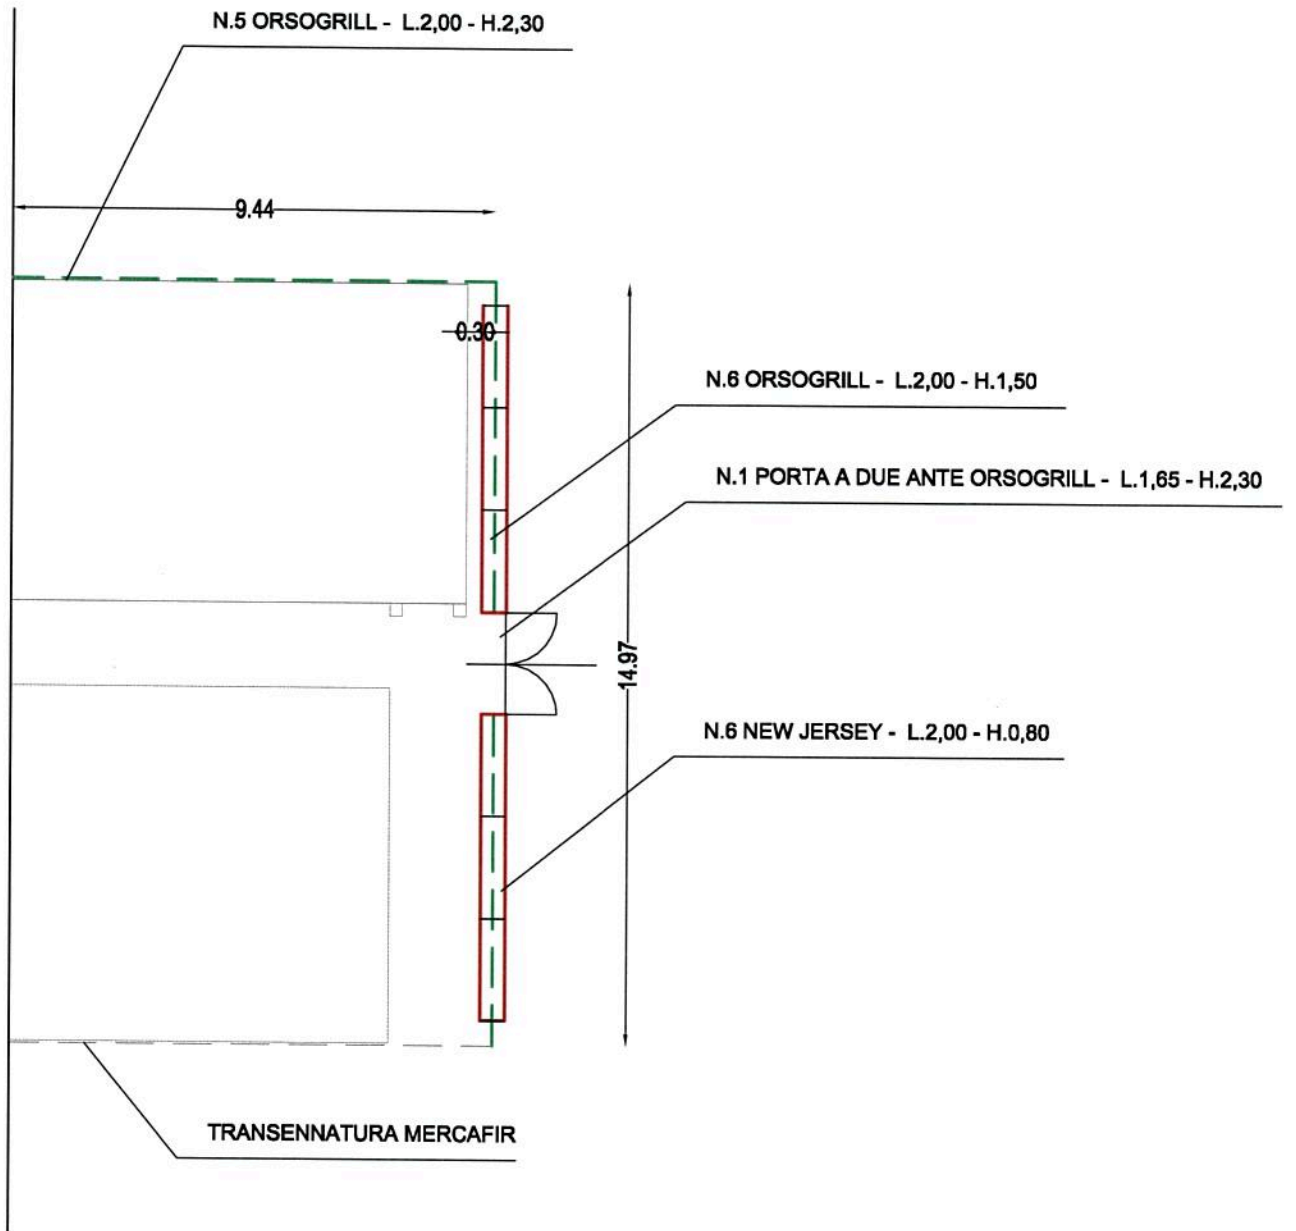 N.5 ORSOGRILL - L.2,00 - H.2,30
9.44
0.30
N.6 ORSOGRILL - L.2,00 - H.1,50
N.1 PORTA A DUE ANTE ORSOGRILL - L.1,65 - H.2,30
14.97
N.6 NEW JERSEY - L.2,00 - H.0,80
TRANSENNATURA MERCAFIR